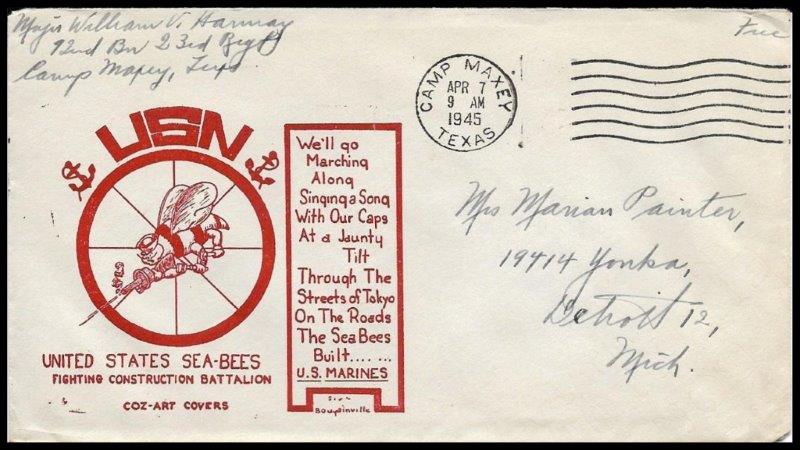 Major William V. Hannay
92nd Bn 23rd Regt
Camp Maxey, Texas
Free
CAMP MAXEY
APR 7
9 AM
1945
TEXAS
USN
We'll go
Marching
Along
Singing a Song
With Our Caps
At a Jaunty
Tilt
Through The
Streets of Tokyo
On The Roads
The SeaBees
Built.... ...
U.S. MARINES
Bougainville
UNITED STATES SEA-BEES
FIGHTING CONSTRUCTION BATTALION
COZ-ART COVERS
Mrs Marian Painter,
19414 Yonka,
Detroit 12,
Mich.